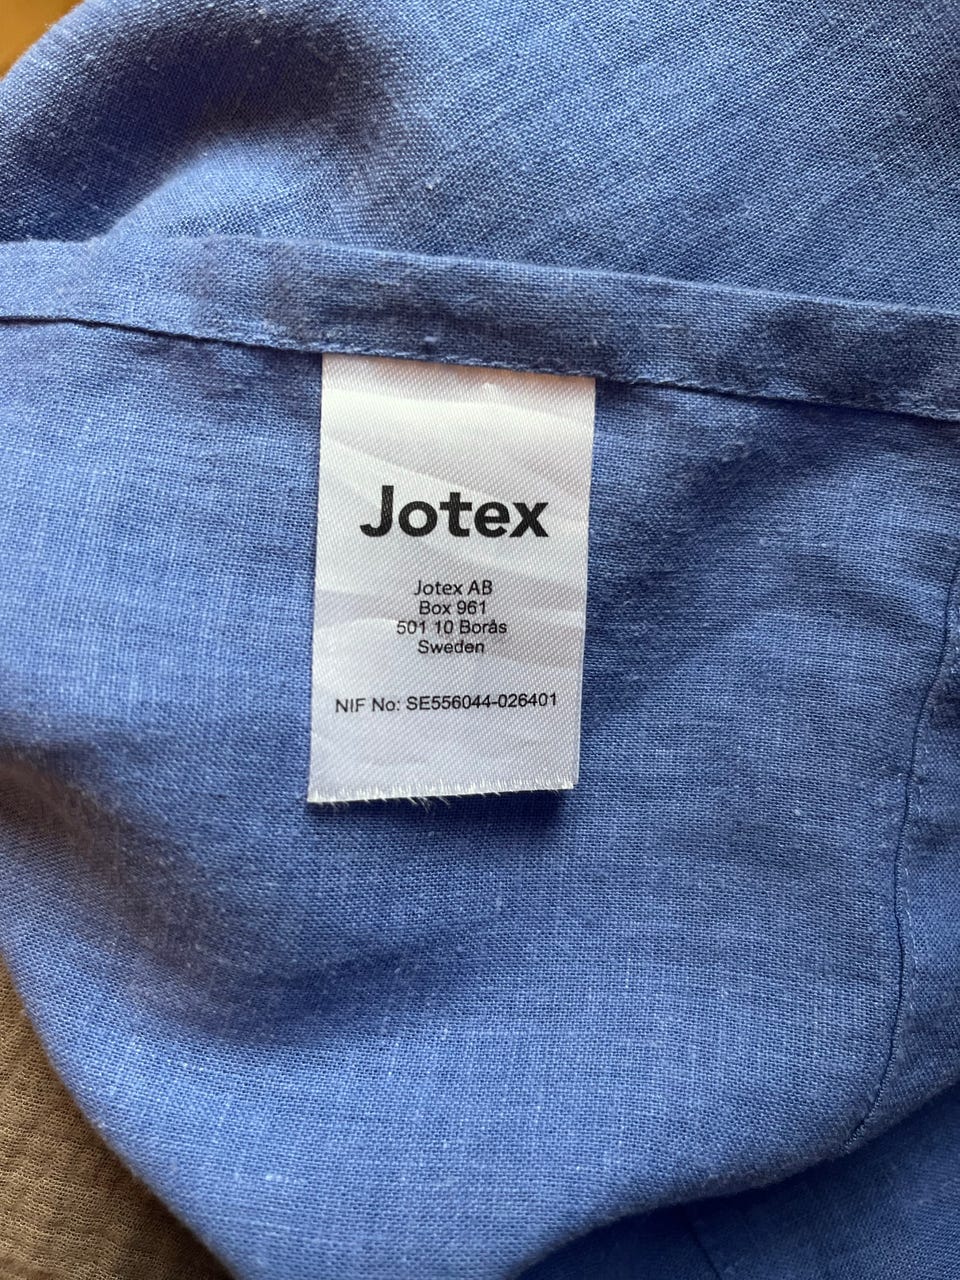 Jotex
Jotex AB
Box 961
501 10 Borås
Sweden
NIF No: SE556044-026401